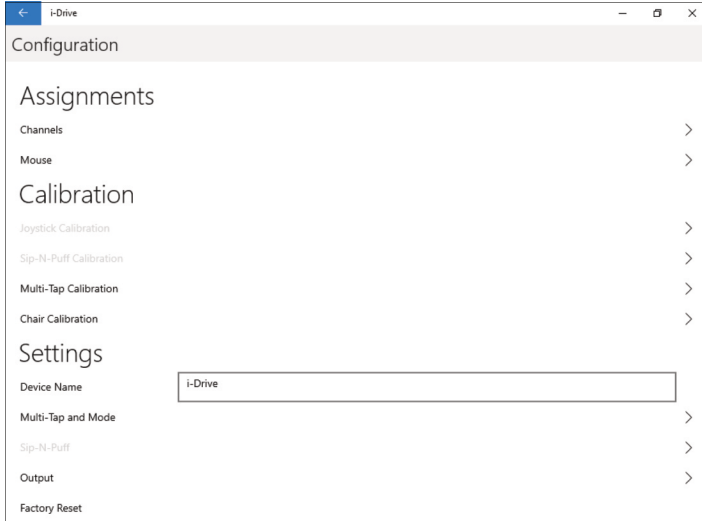 i-Drive
Configuration
Assignments
Channels
Mouse
Calibration
Joystick Calibration
Sip-N-Puff Calibration
Multi-Tap Calibration
Chair Calibration
Settings
Device Name i-Drive
Multi-Tap and Mode
Sip-N-Puff
Output
Factory Reset